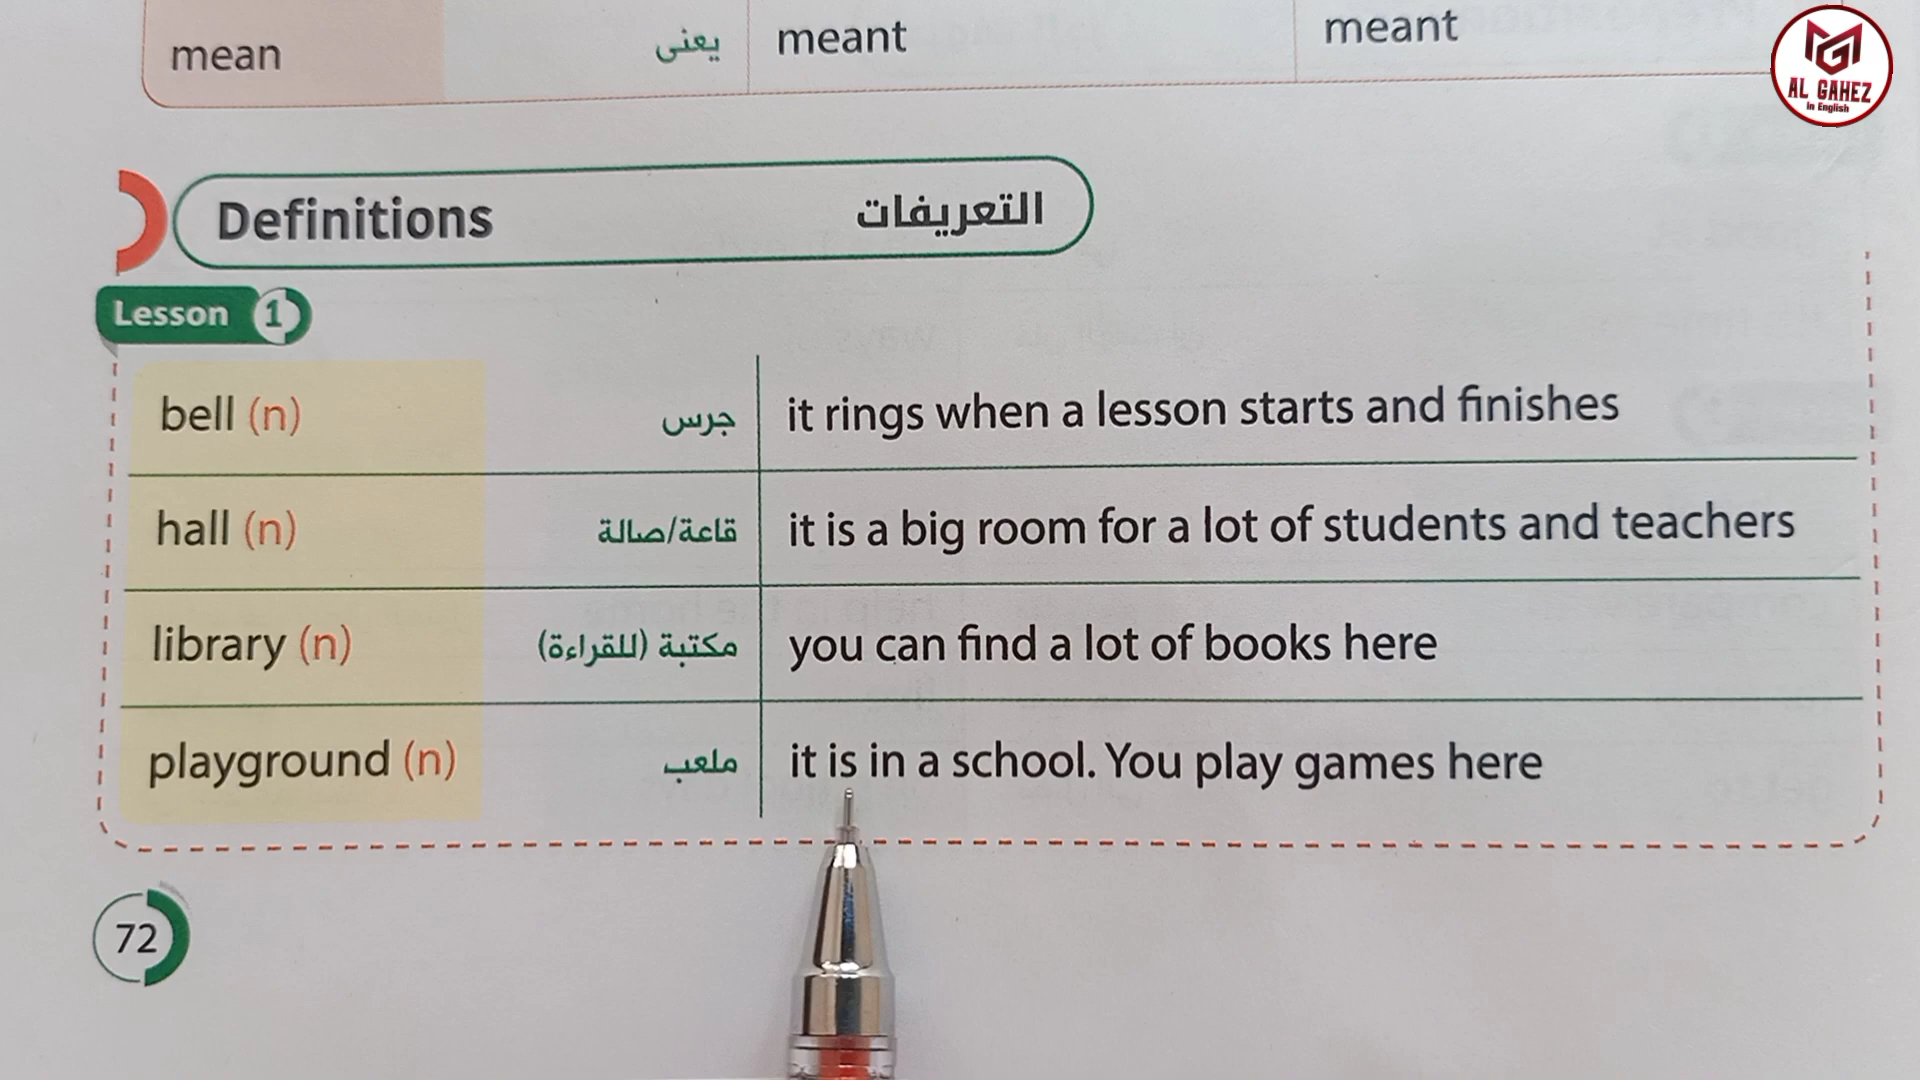 mean يعنى meant meant
AL GAHEZ
in English
Definitions التعريفات
Lesson 1
bell (n) جرس it rings when a lesson starts and finishes
hall (n) قاعة/صالة it is a big room for a lot of students and teachers
library (n) مكتبة (للقراءة) you can find a lot of books here
playground (n) ملعب it is in a school. You play games here
72